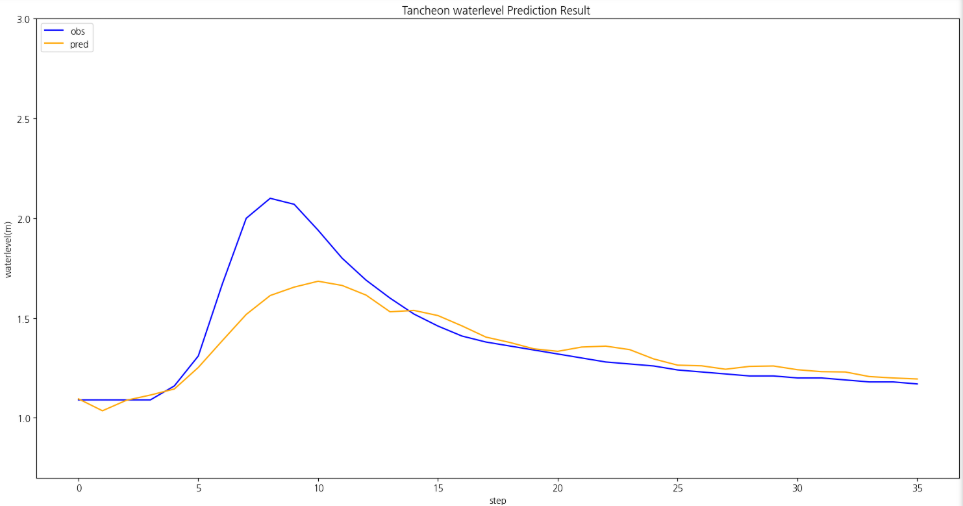 Tancheon waterlevel Prediction Result
obs
pred
3.0
2.5
2.0
1.5
1.0
waterlevel(m)
0 5 10 15 20 25 30 35
step